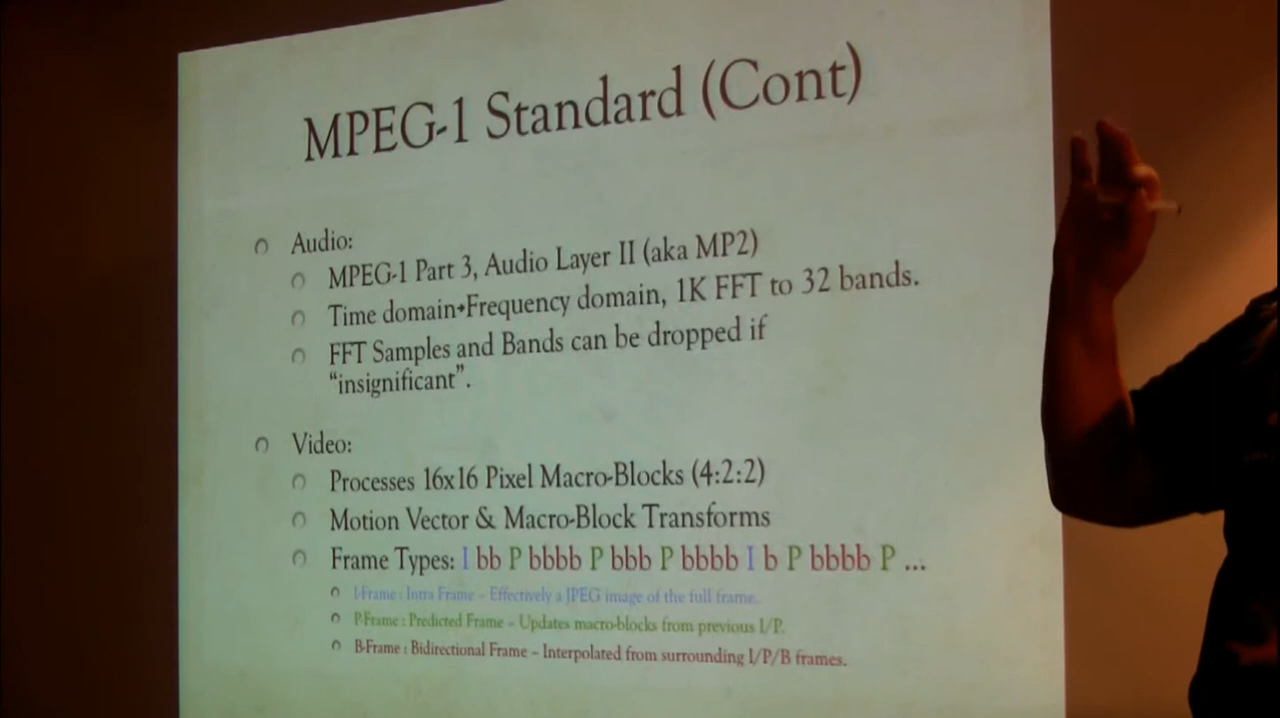 MPEG-1 Standard (Cont)
Audio:
MPEG-1 Part 3, Audio Layer II (aka MP2)
Time domain→Frequency domain, 1K FFT to 32 bands.
FFT Samples and Bands can be dropped if
“insignificant”.
Video:
Processes 16x16 Pixel Macro-Blocks (4:2:2)
Motion Vector & Macro-Block Transforms
Frame Types: I bb P bbbb P bbb P bbbb I b P bbbb P ...
I-Frame : Intra Frame – Effectively a JPEG image of the full frame.
P-Frame : Predicted Frame – Updates macro-blocks from previous I/P.
B-Frame : Bidirectional Frame – Interpolated from surrounding I/P/B frames.